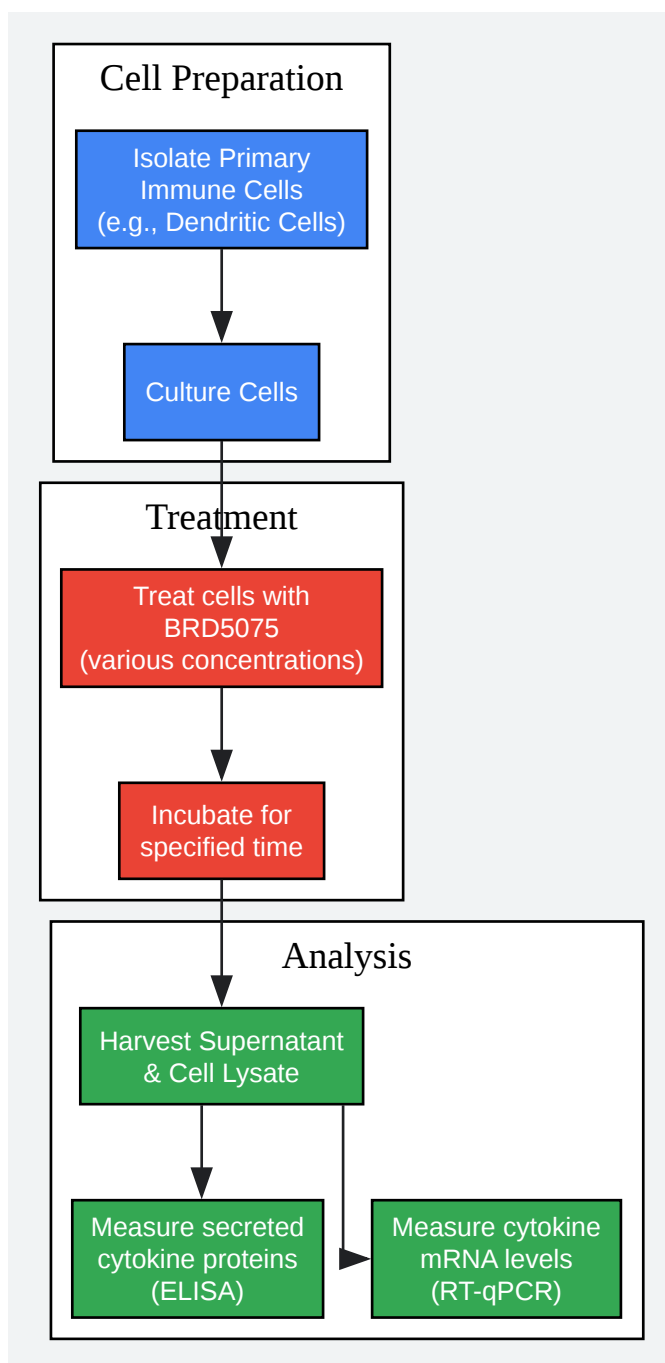 Cell Preparation
Isolate Primary
Immune Cells
(e.g., Dendritic Cells)
Culture Cells
Treatment
Treat cells with
BRD5075
(various concentrations)
Incubate for
specified time
Analysis
Harvest Supernatant
& Cell Lysate
Measure secreted
cytokine proteins
(ELISA)
Measure cytokine
mRNA levels
(RT-qPCR)